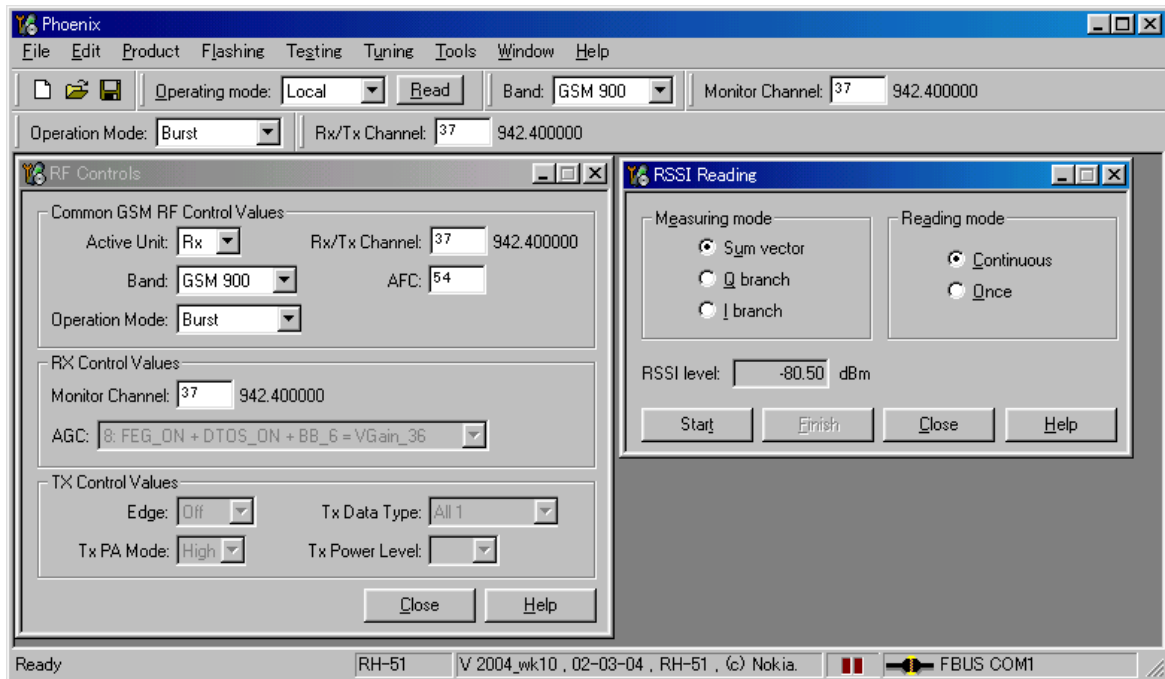 Phoenix
File Edit Product Flashing Testing Tuning Tools Window Help
Operating mode: Local Read Band: GSM 900 Monitor Channel: 37 942.400000
Operation Mode: Burst Rx/Tx Channel: 37 942.400000
RF Controls
Common GSM RF Control Values
Active Unit: Rx Rx/Tx Channel: 37 942.400000
Band: GSM 900 AFC: 54
Operation Mode: Burst
RX Control Values
Monitor Channel: 37 942.400000
AGC: 8: FEG_ON + DTOS_ON + BB_6 = VGain_36
TX Control Values
Edge: Off Tx Data Type: All 1
Tx PA Mode: High Tx Power Level:
Close Help
RSSI Reading
Measuring mode
Sum vector
Q branch
I branch
Reading mode
Continuous
Once
RSSI level: -80.50 dBm
Start Finish Close Help
Ready RH-51 V 2004_wk10 , 02-03-04 , RH-51 , (c) Nokia. FBUS COM1